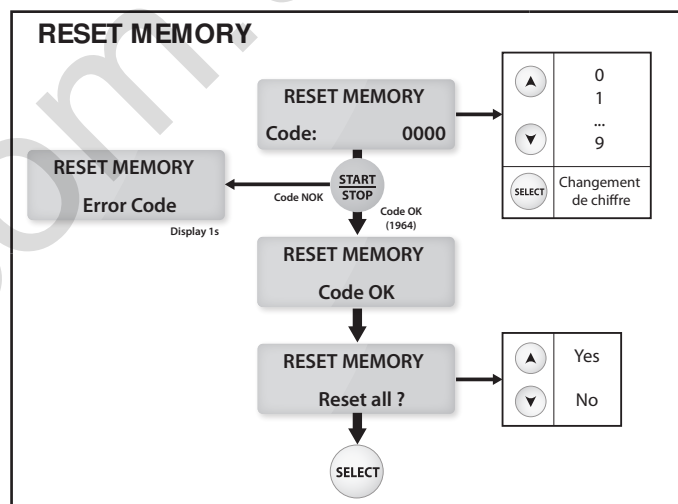 RESET MEMORY
RESET MEMORY
Code: 0000
0
1
...
9
SELECT
Changement
de chiffre
START
STOP
Code NOK
RESET MEMORY
Error Code
Display 1s
Code OK
(1964)
RESET MEMORY
Code OK
RESET MEMORY
Reset all ?
Yes
No
SELECT